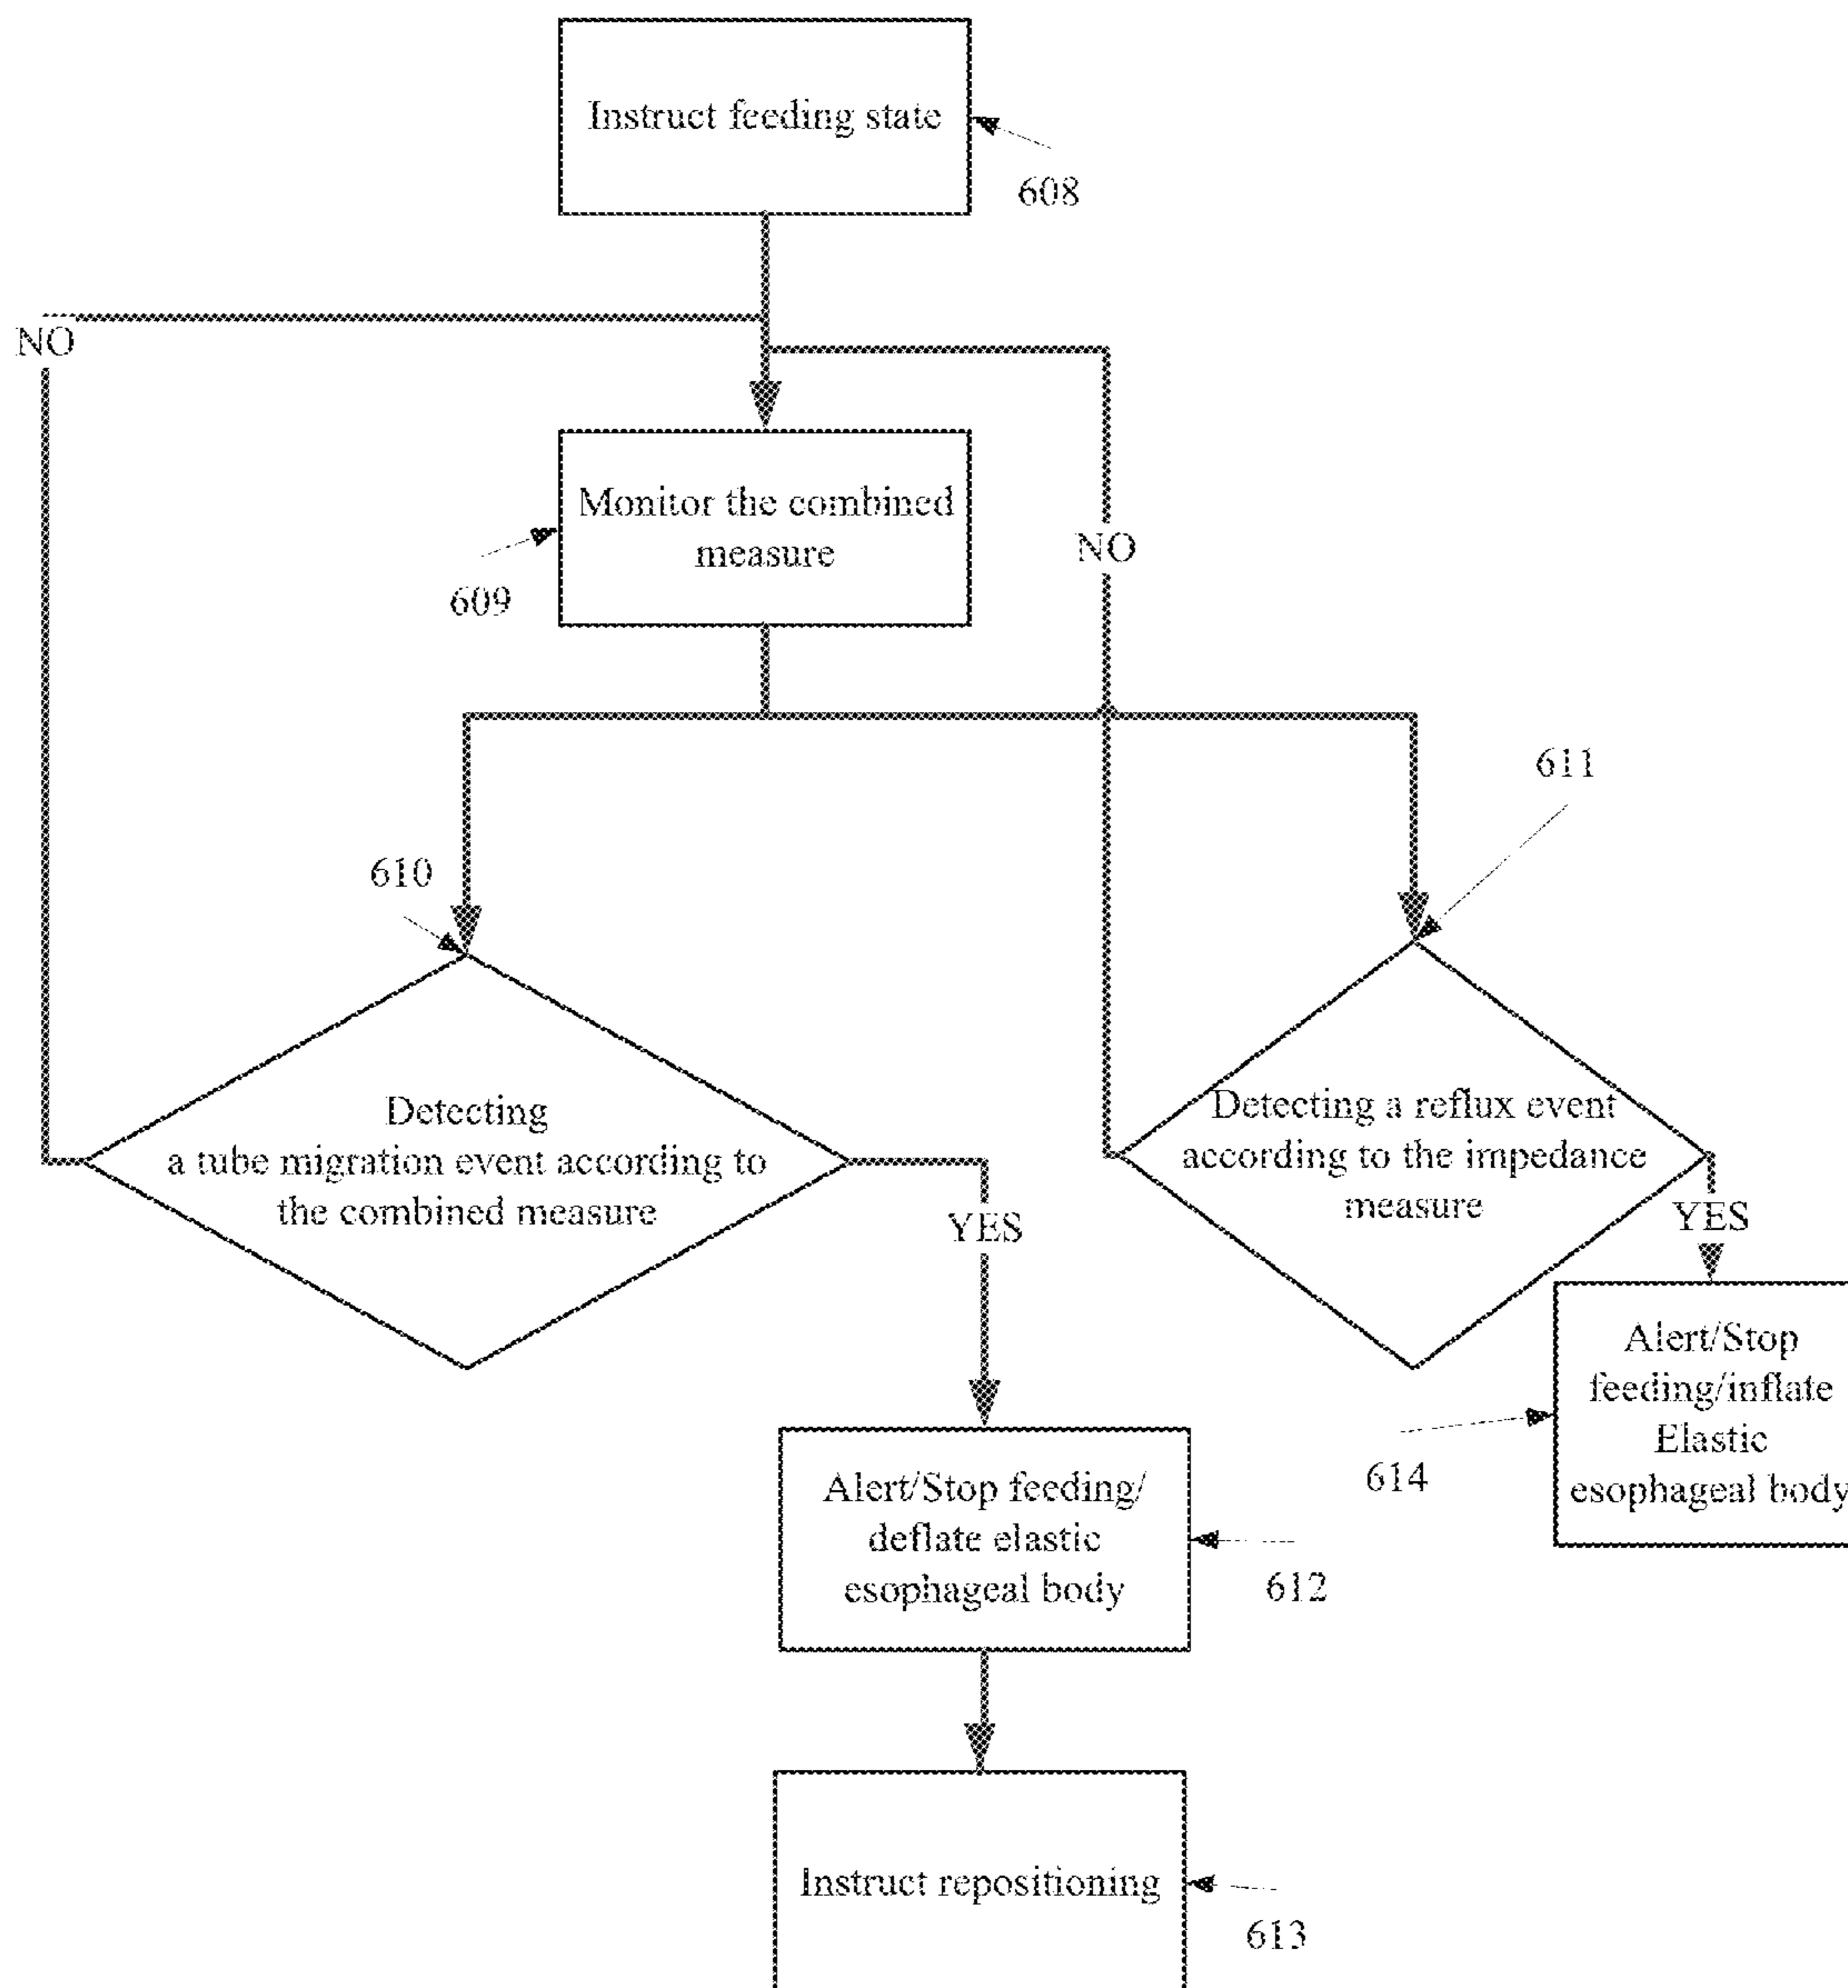 Instruct feeding state
608
NO
Monitor the combined
measure
NO
609
611
610
Detecting
a tube migration event according to
the combined measure
Detecting a reflux event
according to the impedance
measure
YES
YES
Alert/Stop
feeding/inflate
Elastic
esophageal body
614
Alert/Stop feeding/
deflate elastic
esophageal body
612
Instruct repositioning
613